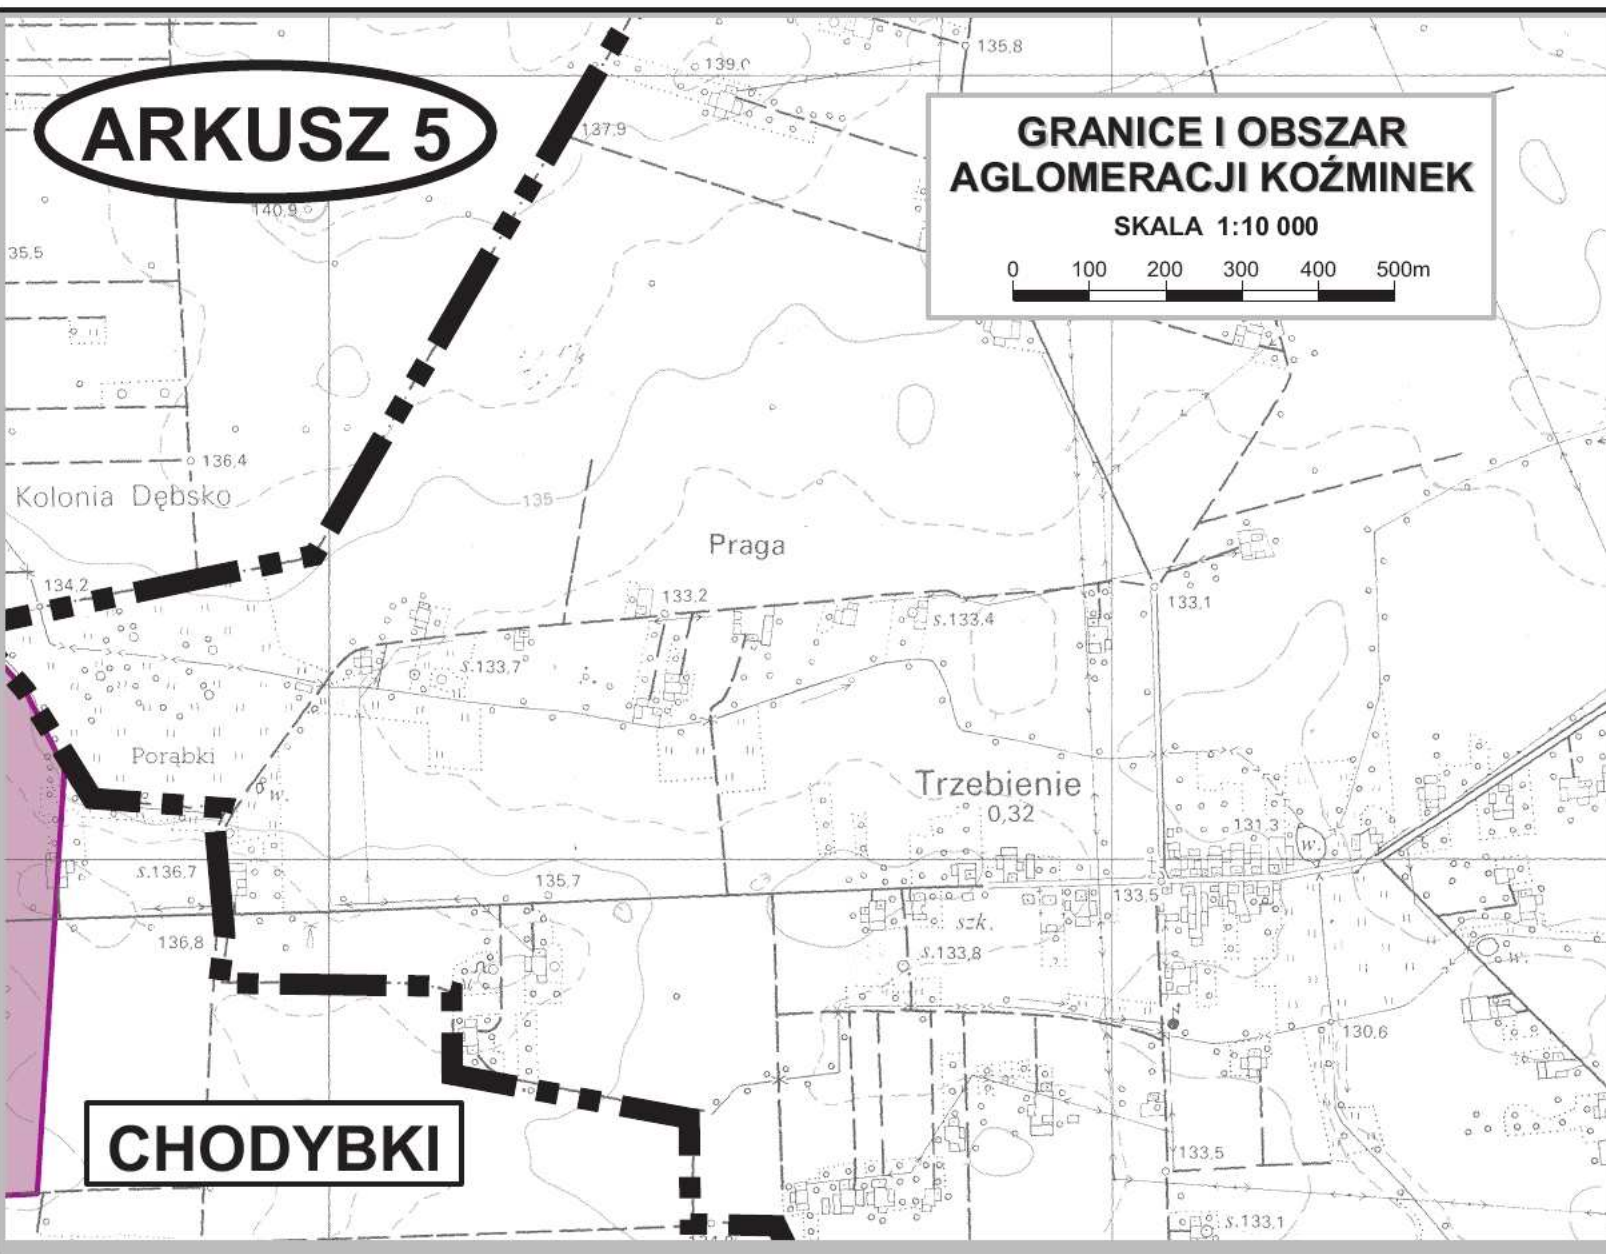 135,8
139.0
ARKUSZ 5
137,9
GRANICE I OBSZAR
AGLOMERACJI KOŹMINEK
SKALA 1:10 000
0 100 200 300 400 500m
140,9
35,5
136,4
Kolonia Dębsko
135
Praga
134,2
133,2
133,1
s.133,4
s.133,7
Porąbki
w.
Trzebienie
0,32
131,3
w.
s.136,7
135,7
133,5
szk.
136,8
s.133,8
w.
130,6
CHODYBKI
133,5
s.133,1